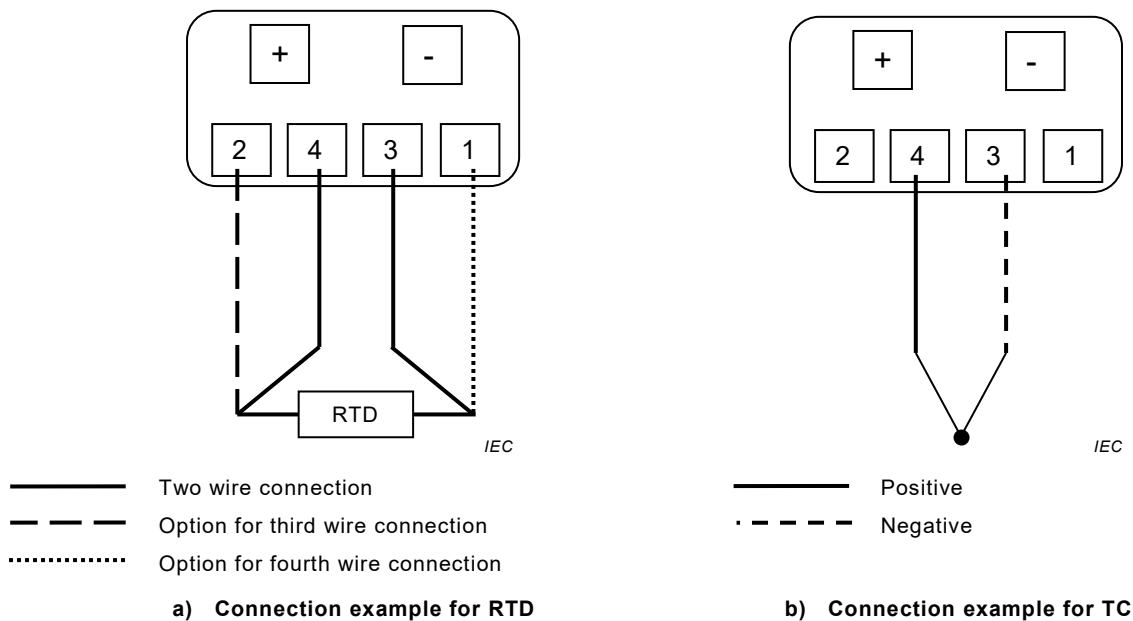 + -
2 4 3 1
RTD
IEC
Two wire connection
Option for third wire connection
Option for fourth wire connection
a) Connection example for RTD
+ -
2 4 3 1
IEC
Positive
Negative
b) Connection example for TC